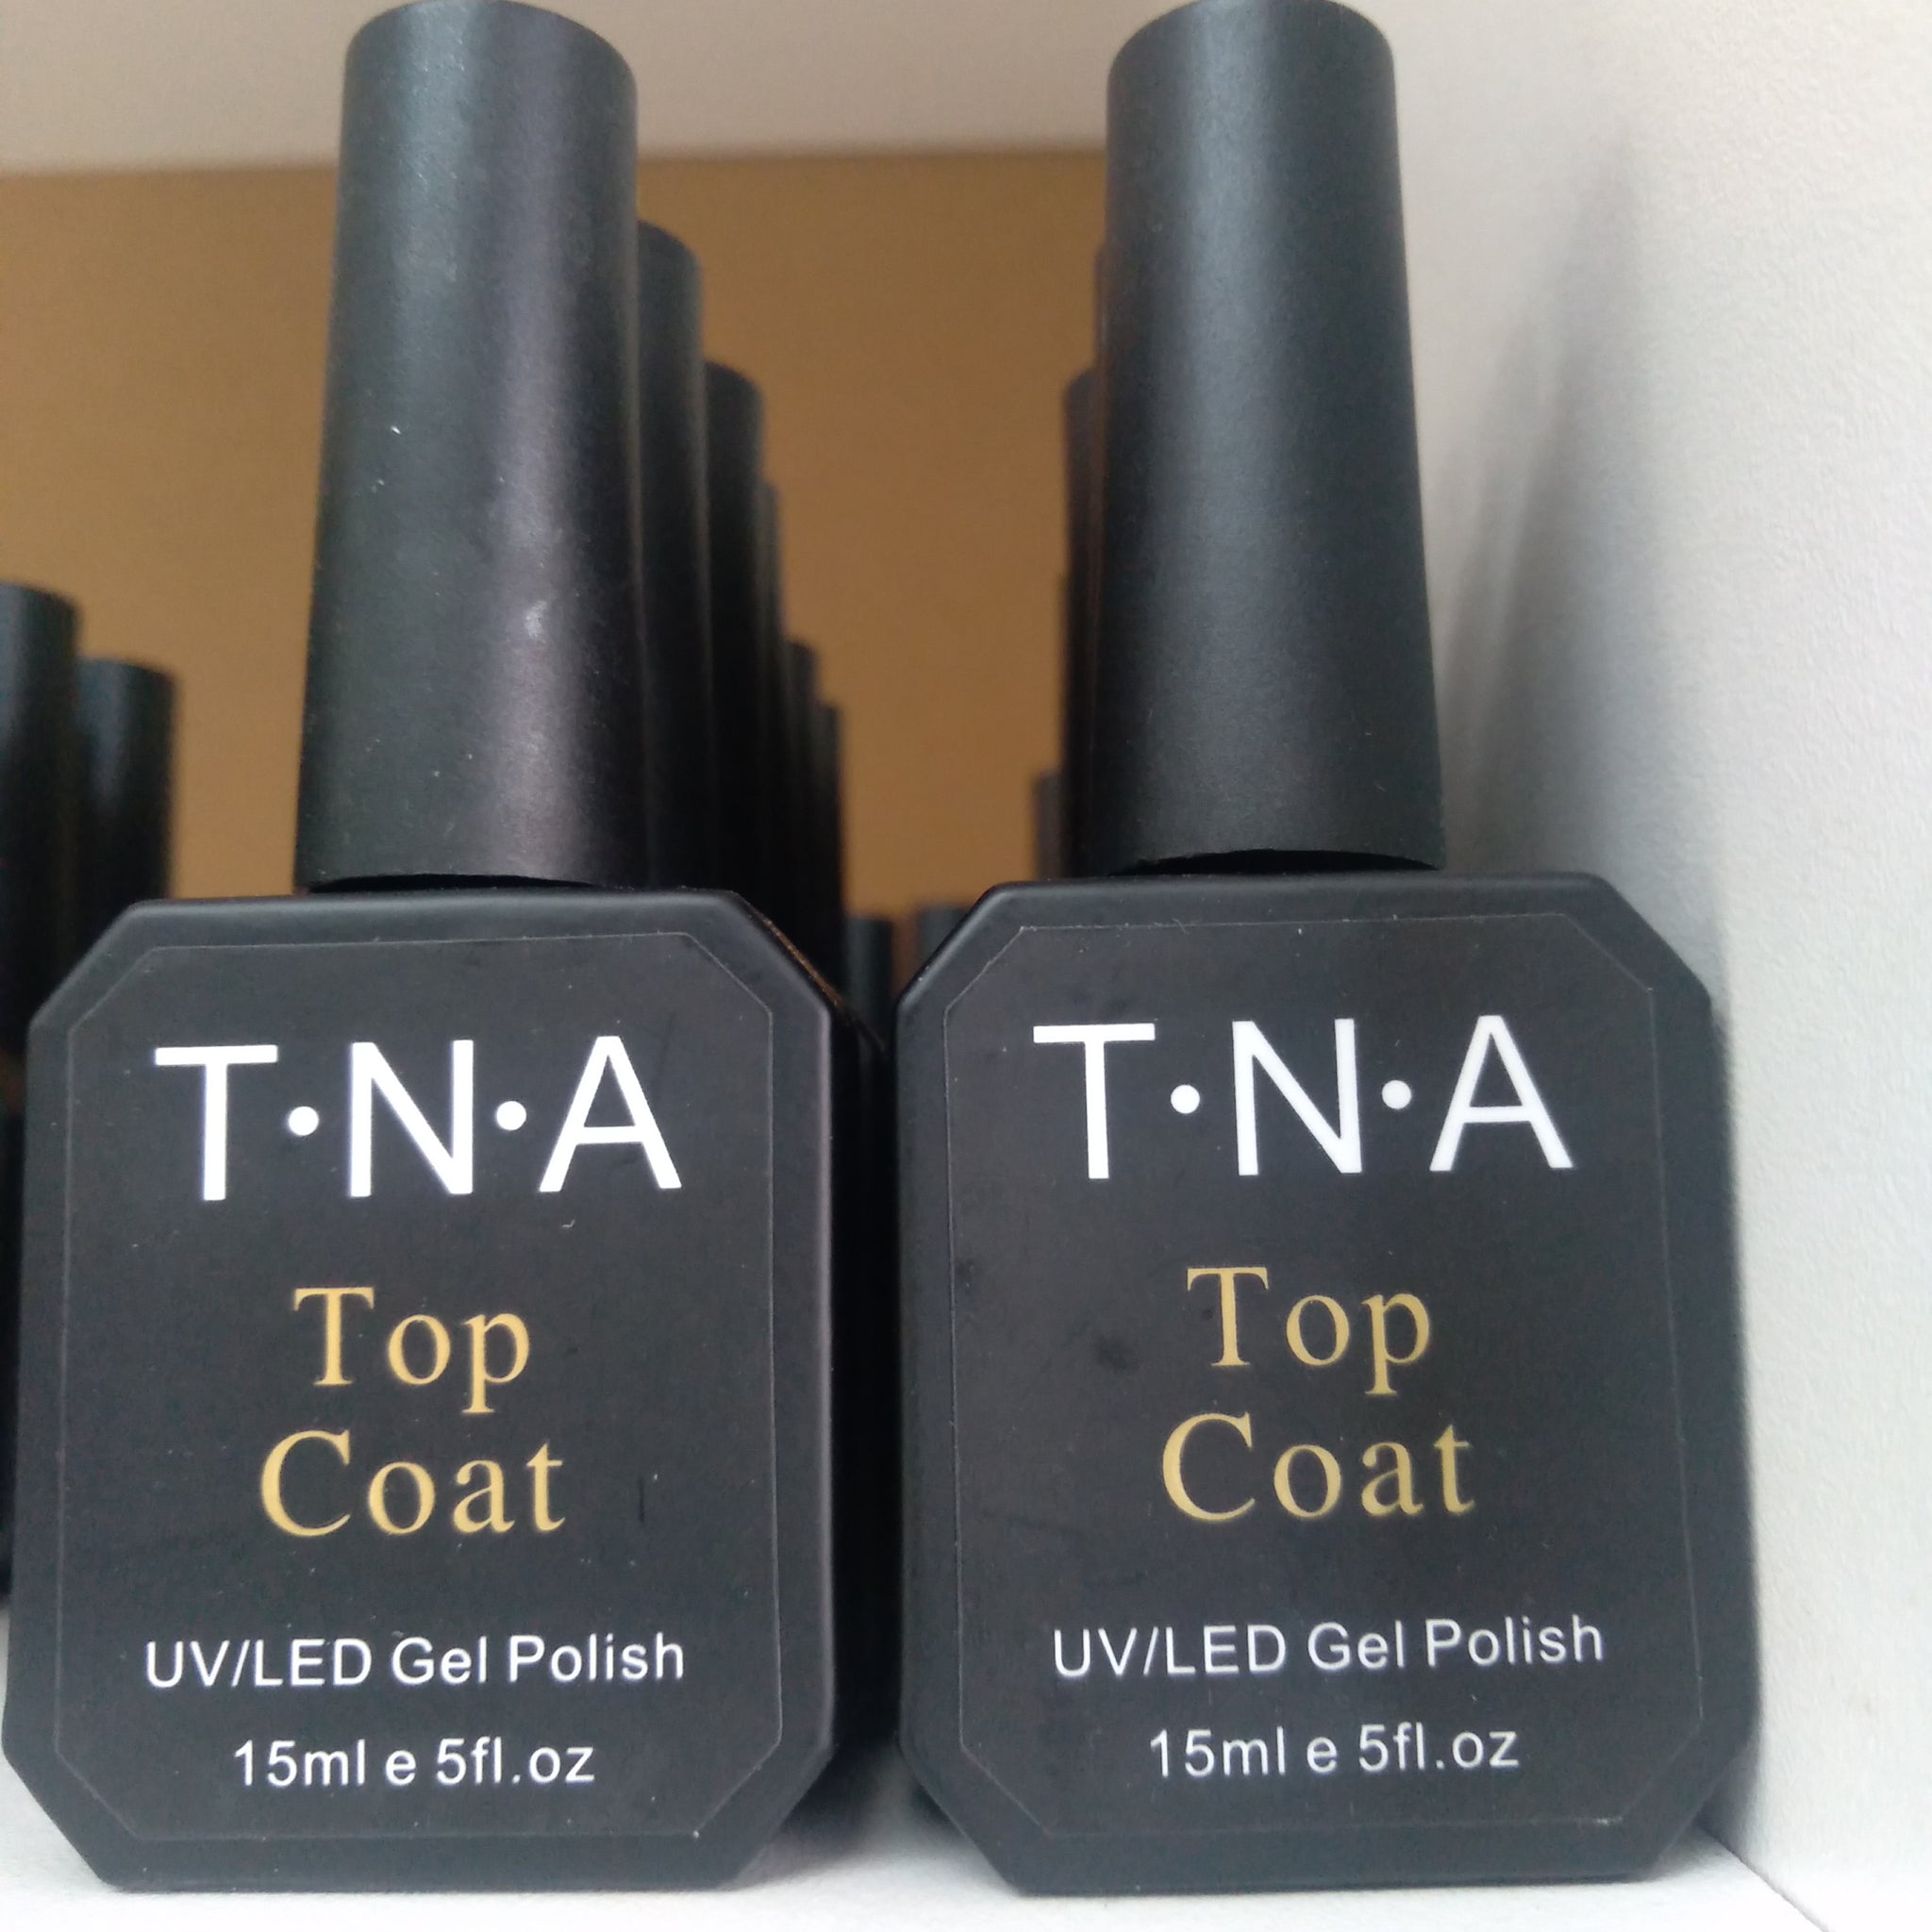 T·N·A
Top
Coat
UV/LED Gel Polish
15ml e 5fl.oz
T·N·A
Top
Coat
UV/LED Gel Polish
15ml e 5fl.oz